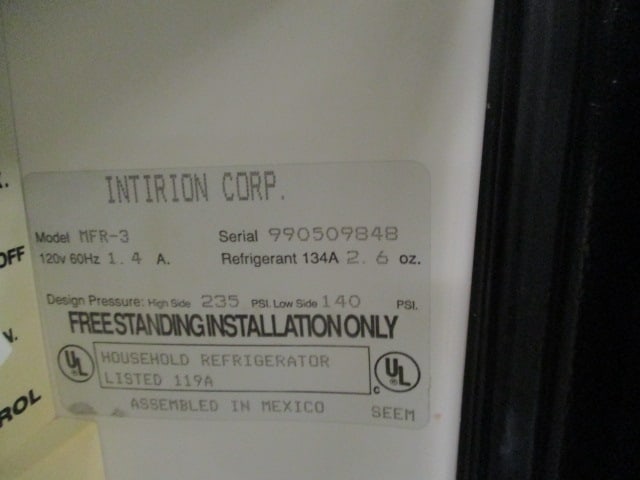 INTIRION CORP.
Model MFR-3 Serial 990509848
120v 60Hz 1.4 A. Refrigerant 134A 2.6 oz.
Design Pressure: High Side 235 PSI. Low Side 140 PSI.
FREESTANDING INSTALLATION ONLY
UL HOUSEHOLD REFRIGERATOR c UL
LISTED 119A
ASSEMBLED IN MEXICO SEEM
OFF
V.
ROL